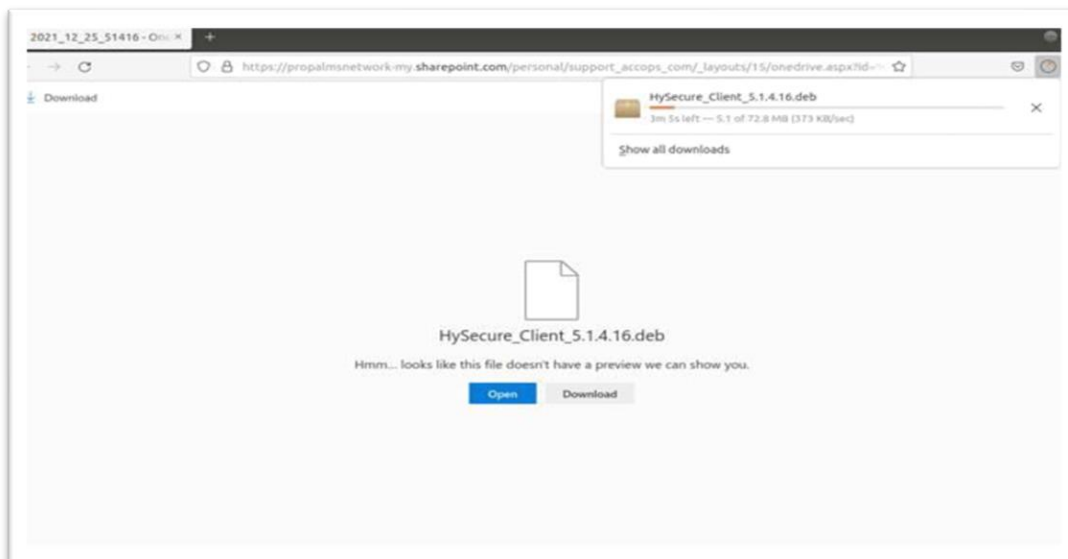 2021_12_25_51416 - On
https://propalmsnetwork-my.sharepoint.com/personal/support_accops_com/_layouts/15/onedrive.aspx?id=
Download
HySecure_Client_5.1.4.16.deb
3m 5s left — 5.1 of 72.8 MB (373 KB/sec)
Show all downloads
HySecure_Client_5.1.4.16.deb
Hmm... looks like this file doesn't have a preview we can show you.
Open Download